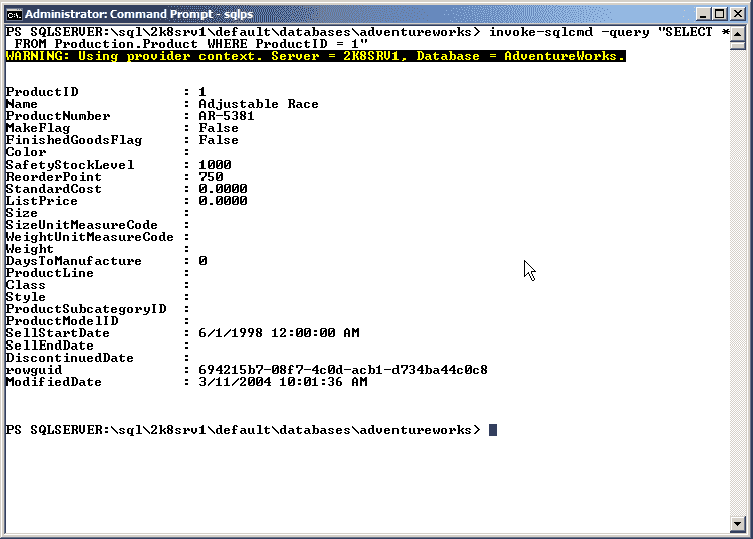 Administrator: Command Prompt - sqlps
PS SQLSERVER:\sql\2k8srv1\default\databases\adventureworks> invoke-sqlcmd -query "SELECT *
 FROM Production.Product WHERE ProductID = 1"
WARNING: Using provider context. Server = 2K8SRV1, Database = AdventureWorks.
ProductID             : 1
Name                  : Adjustable Race
ProductNumber         : AR-5381
MakeFlag              : False
FinishedGoodsFlag     : False
Color                 :
SafetyStockLevel      : 1000
ReorderPoint          : 750
StandardCost          : 0.0000
ListPrice             : 0.0000
Size                  :
SizeUnitMeasureCode   :
WeightUnitMeasureCode :
Weight                :
DaysToManufacture     : 0
ProductLine           :
Class                 :
Style                 :
ProductSubcategoryID  :
ProductModelID        :
SellStartDate         : 6/1/1998 12:00:00 AM
SellEndDate           :
DiscontinuedDate      :
rowguid               : 694215b7-08f7-4c0d-acb1-d734ba44c0c8
ModifiedDate          : 3/11/2004 10:01:36 AM
PS SQLSERVER:\sql\2k8srv1\default\databases\adventureworks>